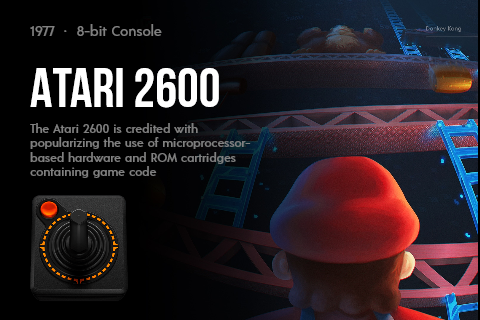 1977 · 8-bit Console
Donkey Kong
ATARI 2600
The Atari 2600 is credited with
popularizing the use of microprocessor-
based hardware and ROM cartridges
containing game code